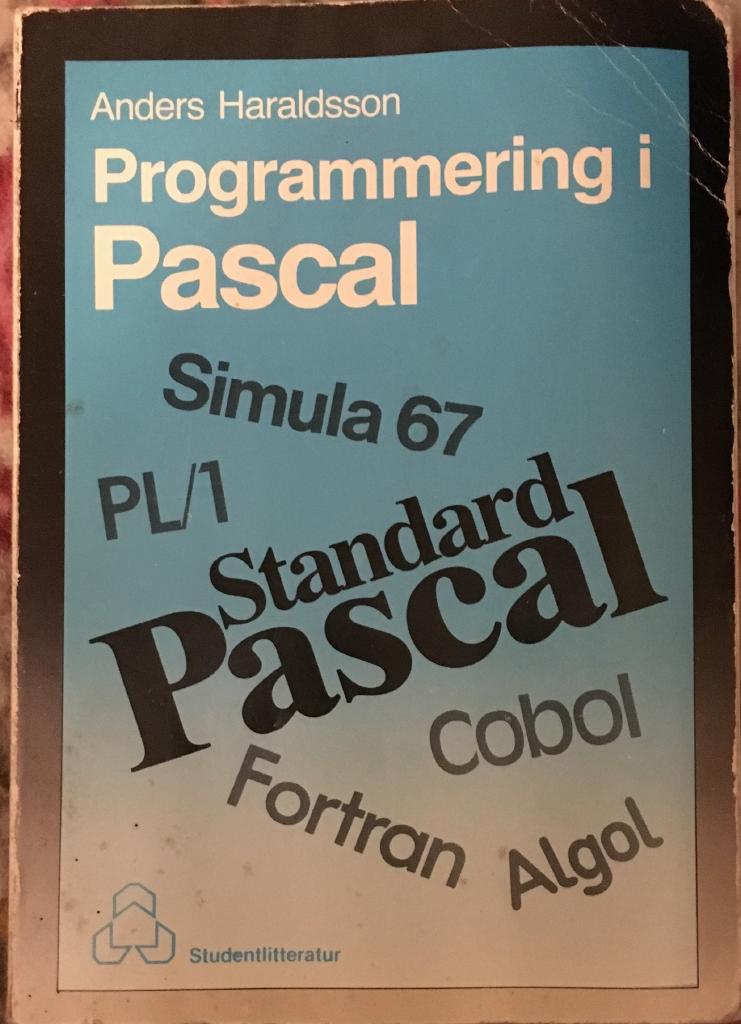 Anders Haraldsson
Programmering i
Pascal
Simula 67
PL/1
Standard
Pascal
Cobol
Fortran
Algol
Studentlitteratur